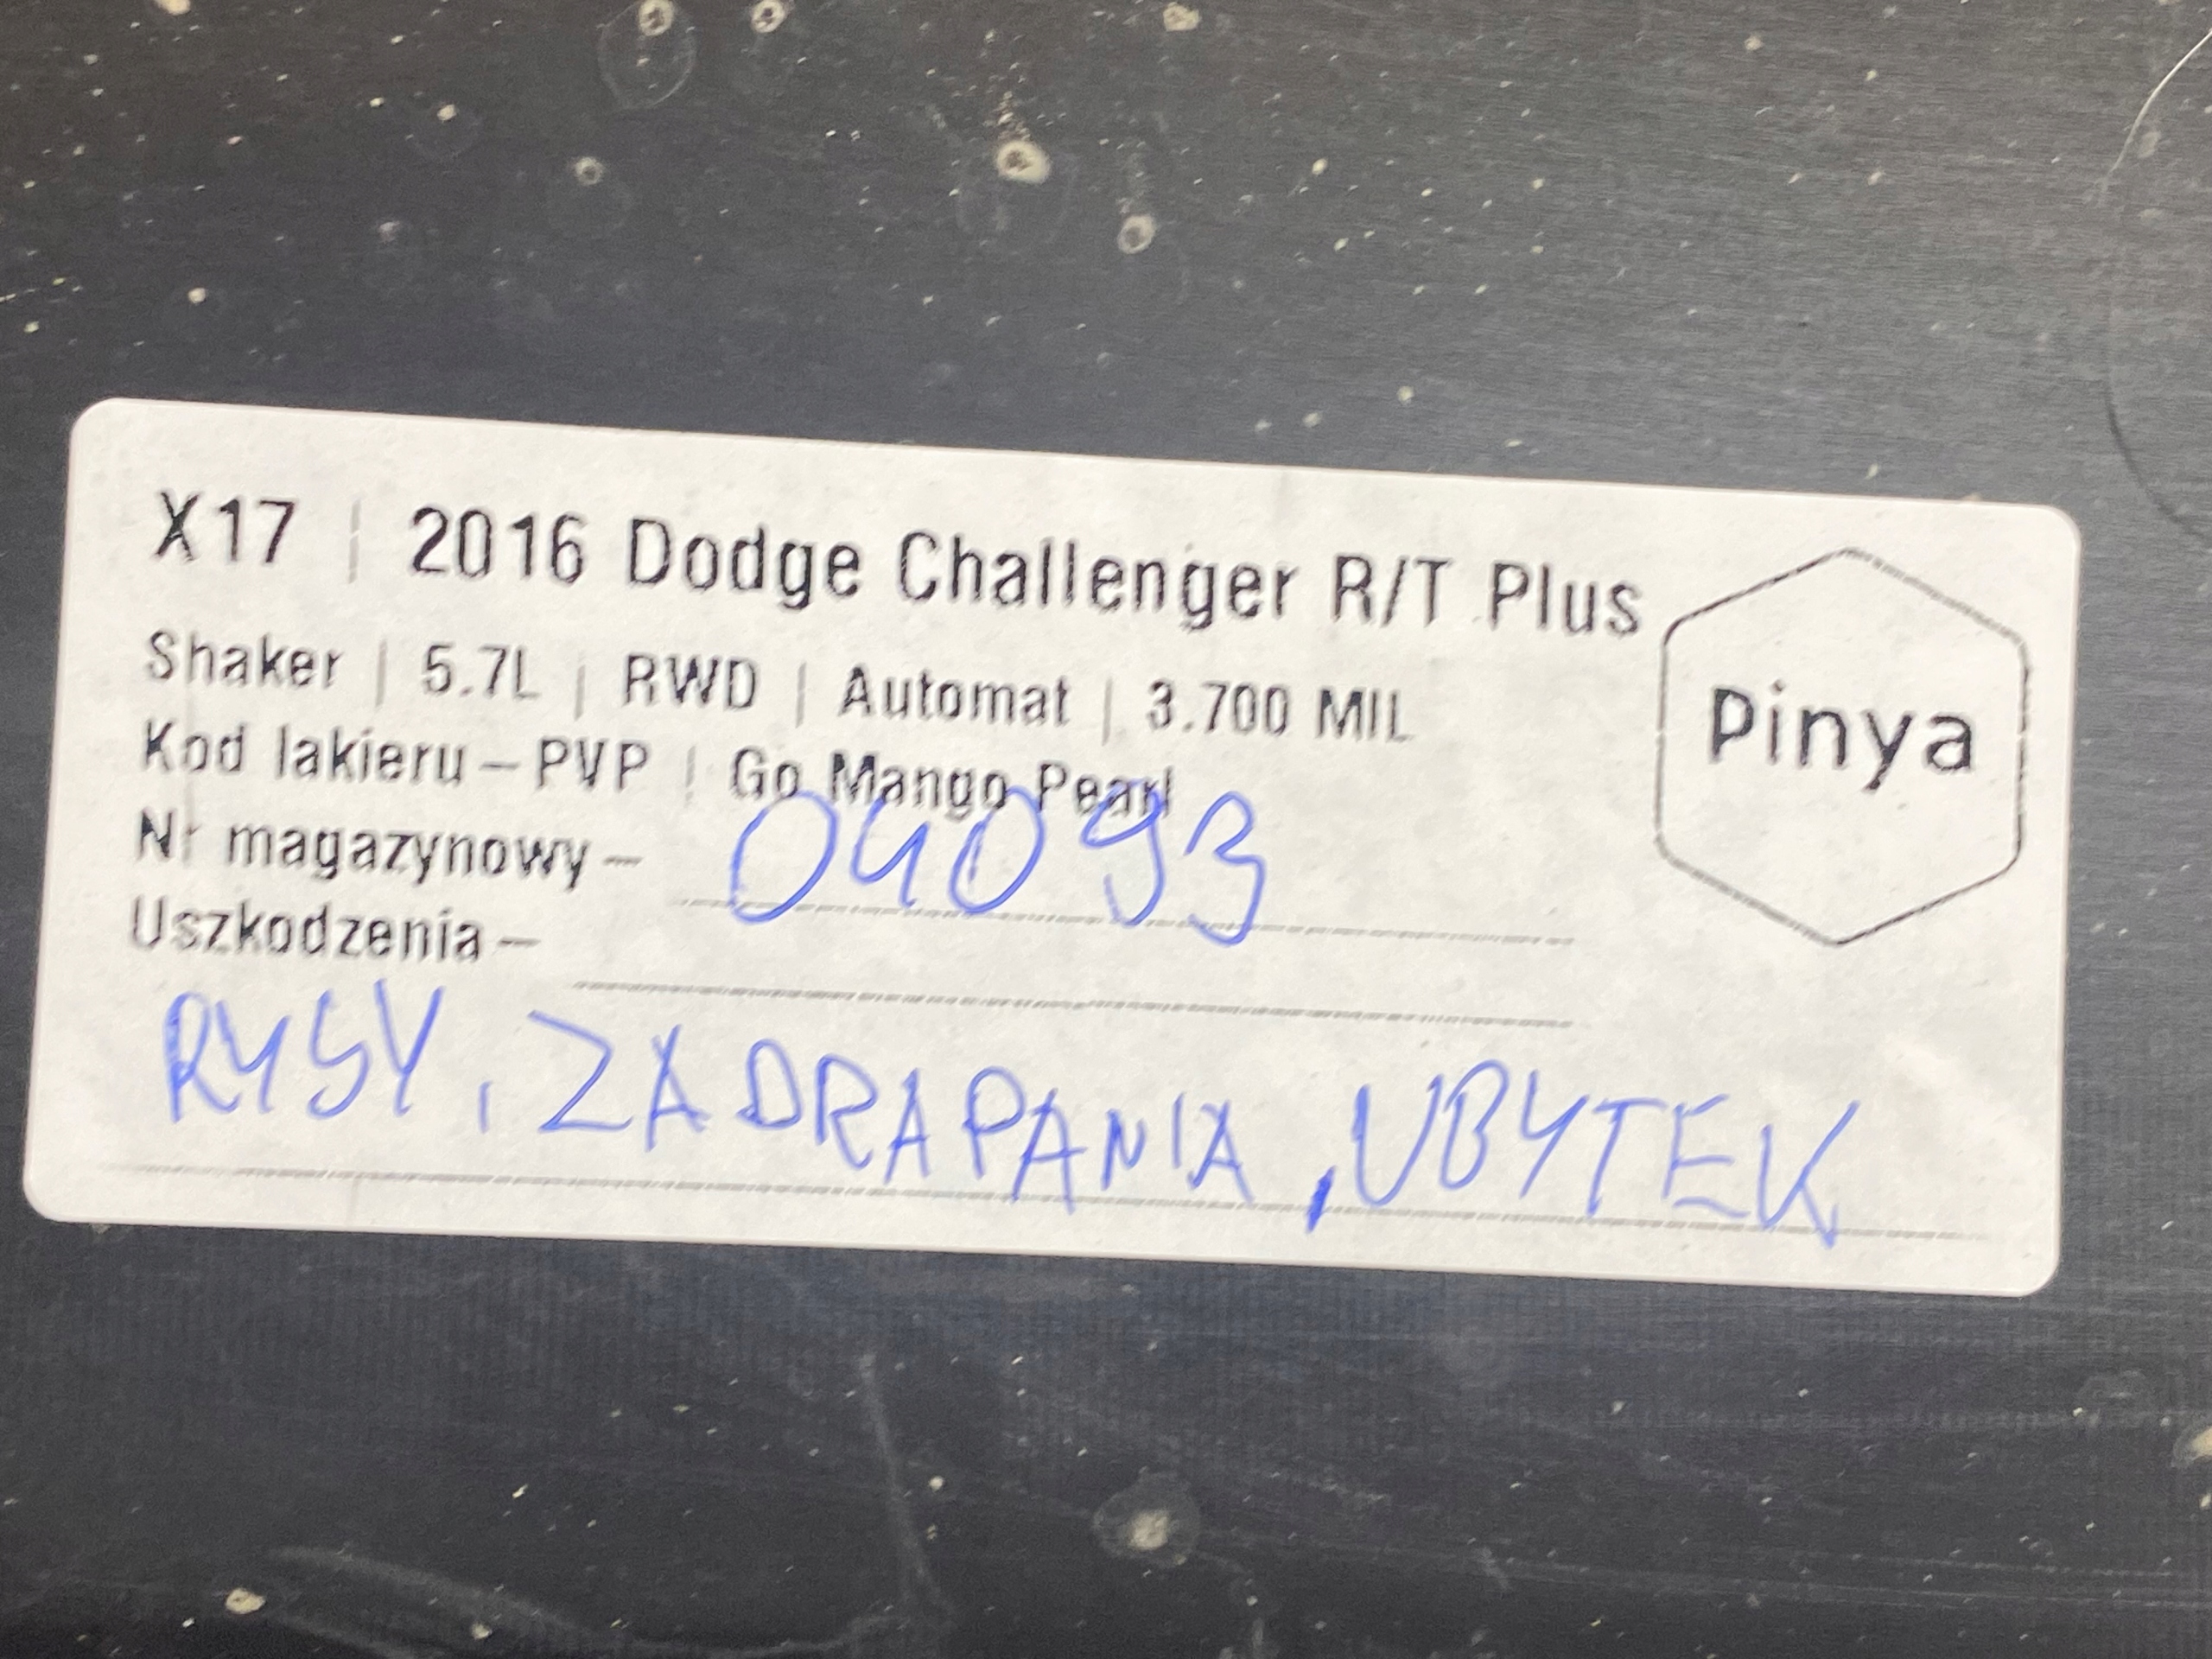 X17 | 2016 Dodge Challenger R/T Plus
Shaker | 5.7L | RWD | Automat | 3.700 MIL
Kod lakieru – PVP | Go Mango Pearl
Nr magazynowy – 04093
Uszkodzenia –
RYSY, ZADRAPANIA, UBYTEK
Pinya